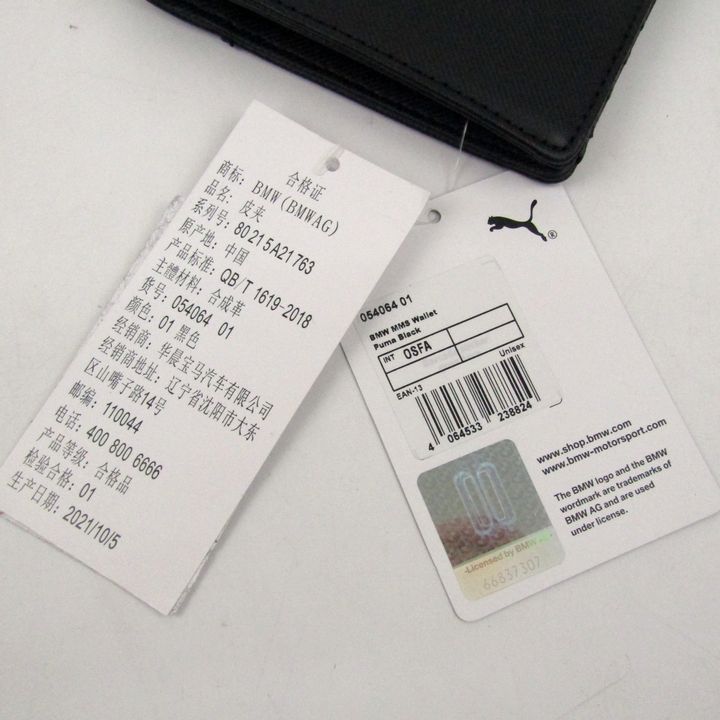 合格证
商标: BMW(BMWAG)
品名: 皮夹
系列号: 80215A21763
原产地: 中国
产品标准: QB/T 1619-2018
主體材料: 合成革
货号: 054064 01
颜色: 01 黑色
经销商: 华晨宝马汽车有限公司
经销商地址: 辽宁省沈阳市大东
区山嘴子路14号
邮编: 110044
电话: 400 800 6666
产品等级: 合格品
检验合格: 01
生产日期: 2021/10/5
®
054064 01
BMW MMS Wallet
Puma Black
INT OSFA
Unisex
EAN-13
4 064533 238824
www.shop.bmw.com
www.bmw-motorsport.com
The BMW logo and the BMW
wordmark are trademarks of
BMW AG and are used
under license.
-Licensed by BMW
66837307